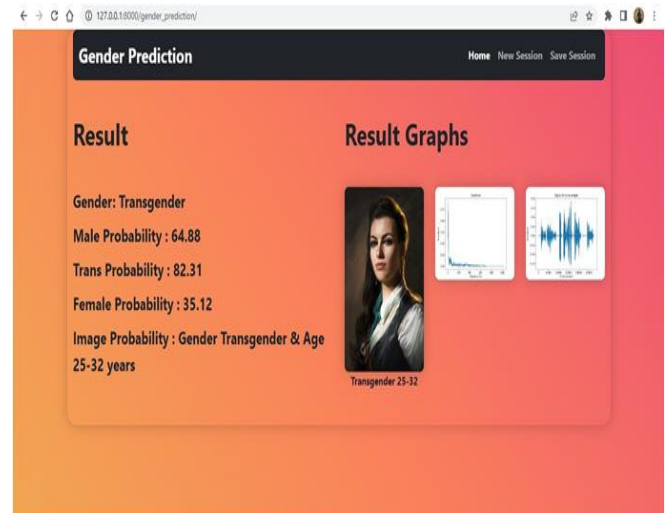 127.0.0.1:8000/gender_prediction/
Gender Prediction
Home New Session Save Session
Result
Result Graphs
Gender: Transgender
Male Probability : 64.88
Trans Probability : 82.31
Female Probability : 35.12
Image Probability : Gender Transgender & Age
25-32 years
Transgender 25-32